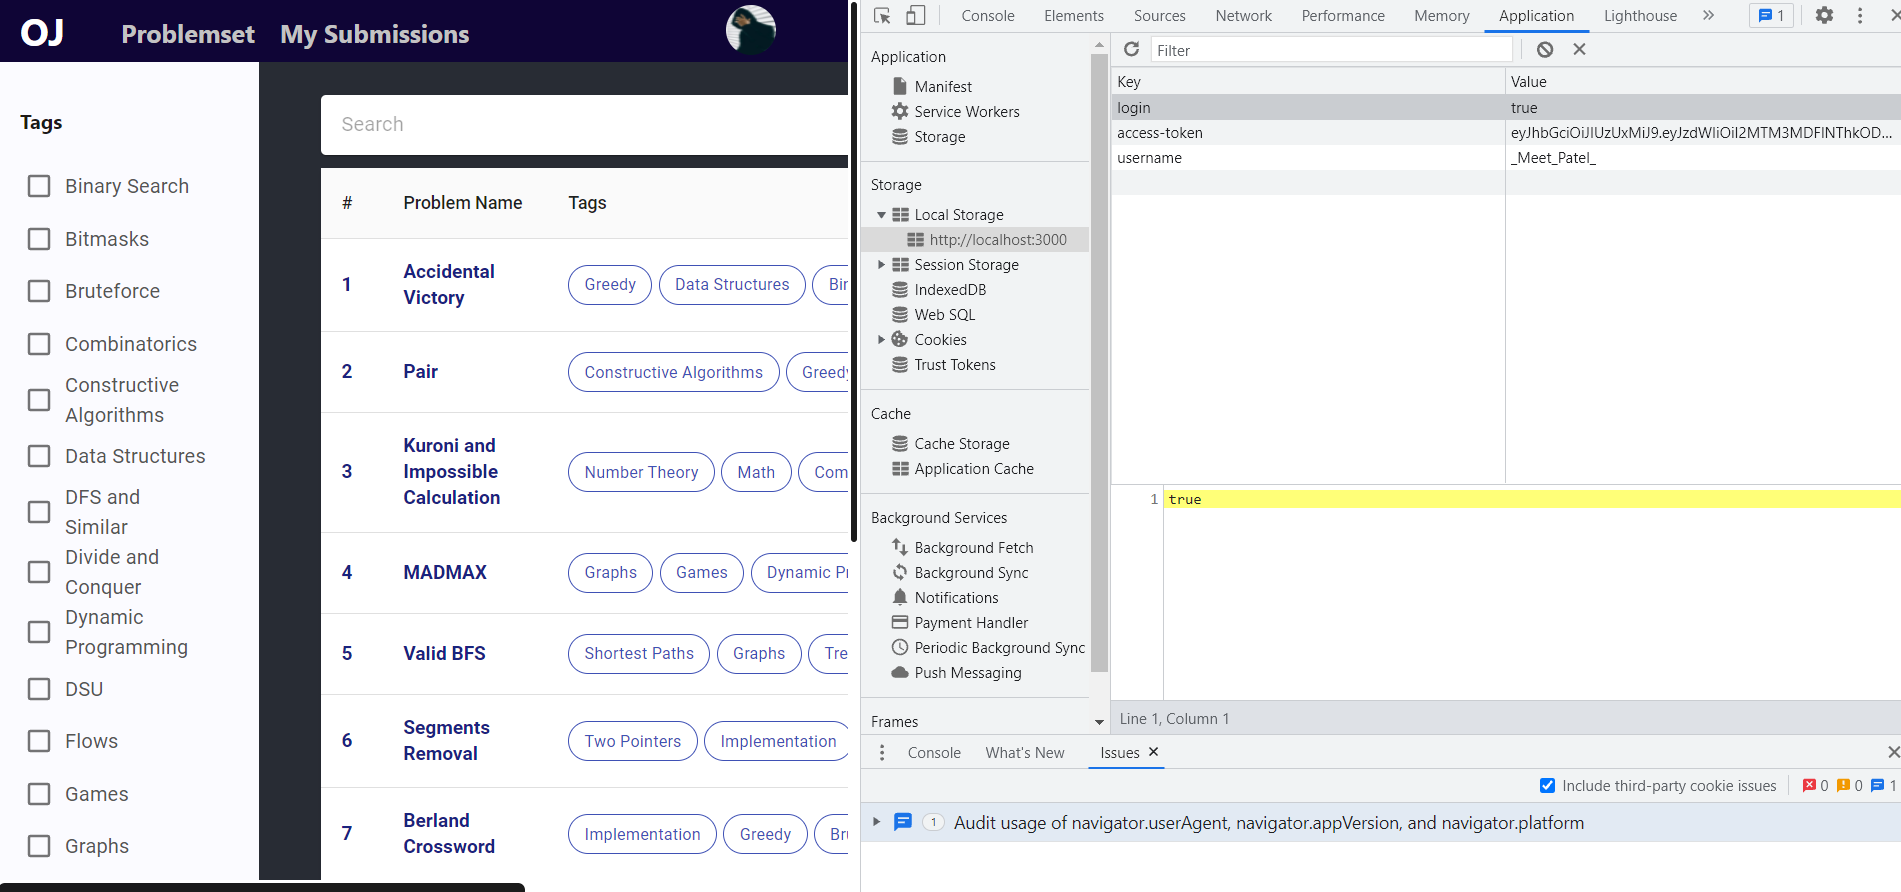 OJ Problemset My Submissions
Tags
Binary Search
Bitmasks
Bruteforce
Combinatorics
Constructive
Algorithms
Data Structures
DFS and
Similar
Divide and
Conquer
Dynamic
Programming
DSU
Flows
Games
Graphs
Search
# Problem Name Tags
1 Accidental
Victory Greedy Data Structures Bin
2 Pair Constructive Algorithms Greedy
3 Kuroni and
Impossible
Calculation Number Theory Math Com
4 MADMAX Graphs Games Dynamic Pr
5 Valid BFS Shortest Paths Graphs Tre
6 Segments
Removal Two Pointers Implementation
7 Berland
Crossword Implementation Greedy Bru
Console Elements Sources Network Performance Memory Application Lighthouse » 1
Application
Manifest
Service Workers
Storage
Storage
Local Storage
http://localhost:3000
Session Storage
IndexedDB
Web SQL
Cookies
Trust Tokens
Cache
Cache Storage
Application Cache
Background Services
Background Fetch
Background Sync
Notifications
Payment Handler
Periodic Background Sync
Push Messaging
Frames
Filter
Key Value
login true
access-token
username _Meet_Patel_
1 true
Line 1, Column 1
Console What's New Issues
Include third-party cookie issues 0 0 1
1 Audit usage of navigator.userAgent, navigator.appVersion, and navigator.platform